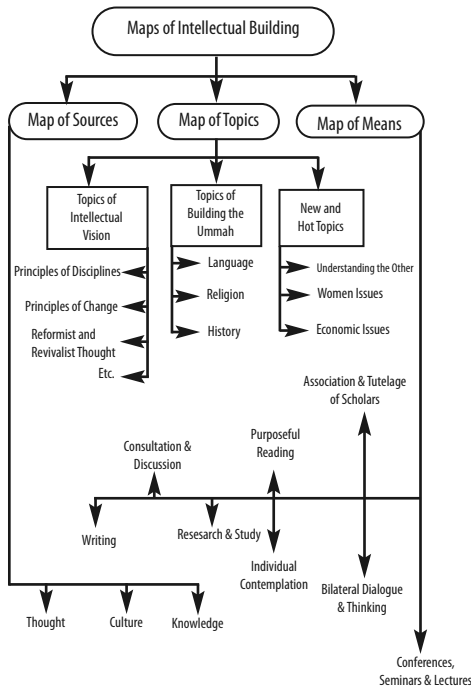 Maps of Intellectual Building
Map of Sources
Map of Topics
Map of Means
Topics of
Intellectual
Vision
Topics of
Building the
Ummah
New and
Hot Topics
Principles of Disciplines
Principles of Change
Reformist and
Revivalist Thought
Etc.
Language
Religion
History
Understanding the Other
Women Issues
Economic Issues
Association & Tutelage
of Scholars
Purposeful
Reading
Consultation &
Discussion
Writing
Research & Study
Individual
Contemplation
Bilateral Dialogue
& Thinking
Thought
Culture
Knowledge
Conferences,
Seminars & Lectures